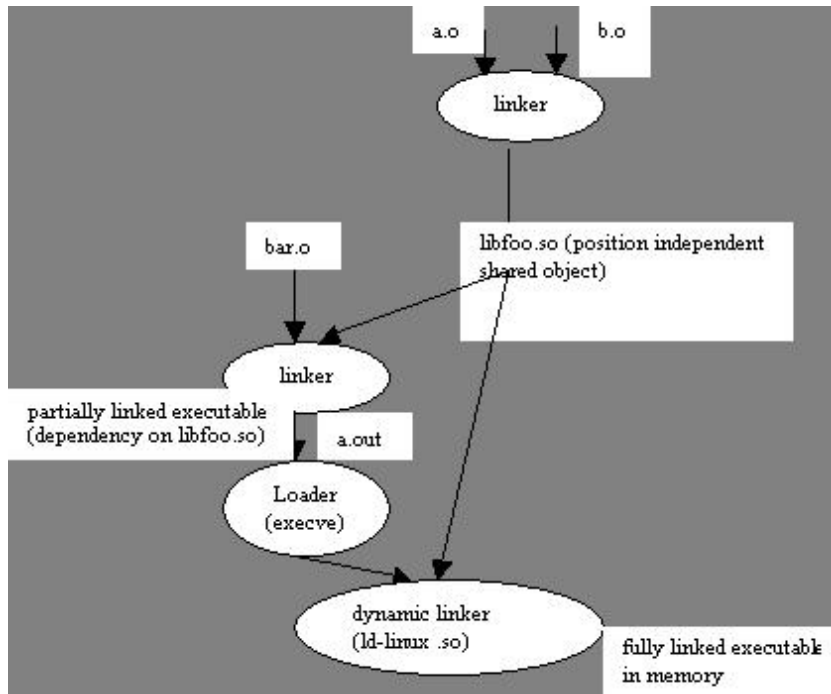 a.o
b.o
linker
libfoo.so (position independent
shared object)
bar.o
linker
partially linked executable
(dependency on libfoo.so)
a.out
Loader
(execve)
dynamic linker
(ld-linux .so)
fully linked executable
in memory